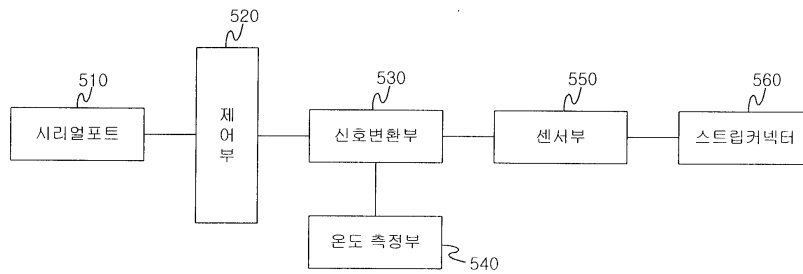 520
510
530
550
560
시리얼포트
제
어
부
신호변환부
센서부
스트립커넥터
온도 측정부
540